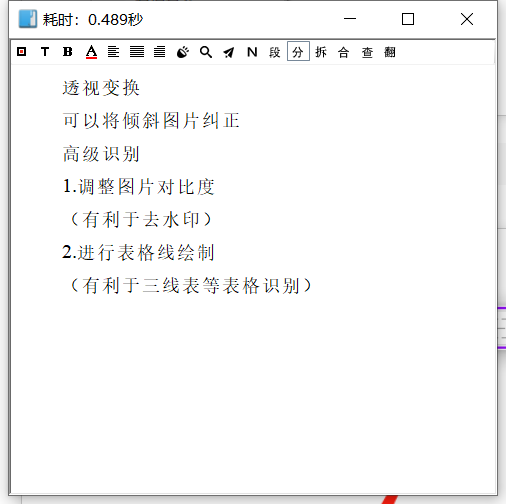 耗时：0.489秒
T B A N 段 分 拆 合 查 翻
透视变换
可以将倾斜图片纠正
高级识别
1.调整图片对比度
（有利于去水印）
2.进行表格线绘制
（有利于三线表等表格识别）